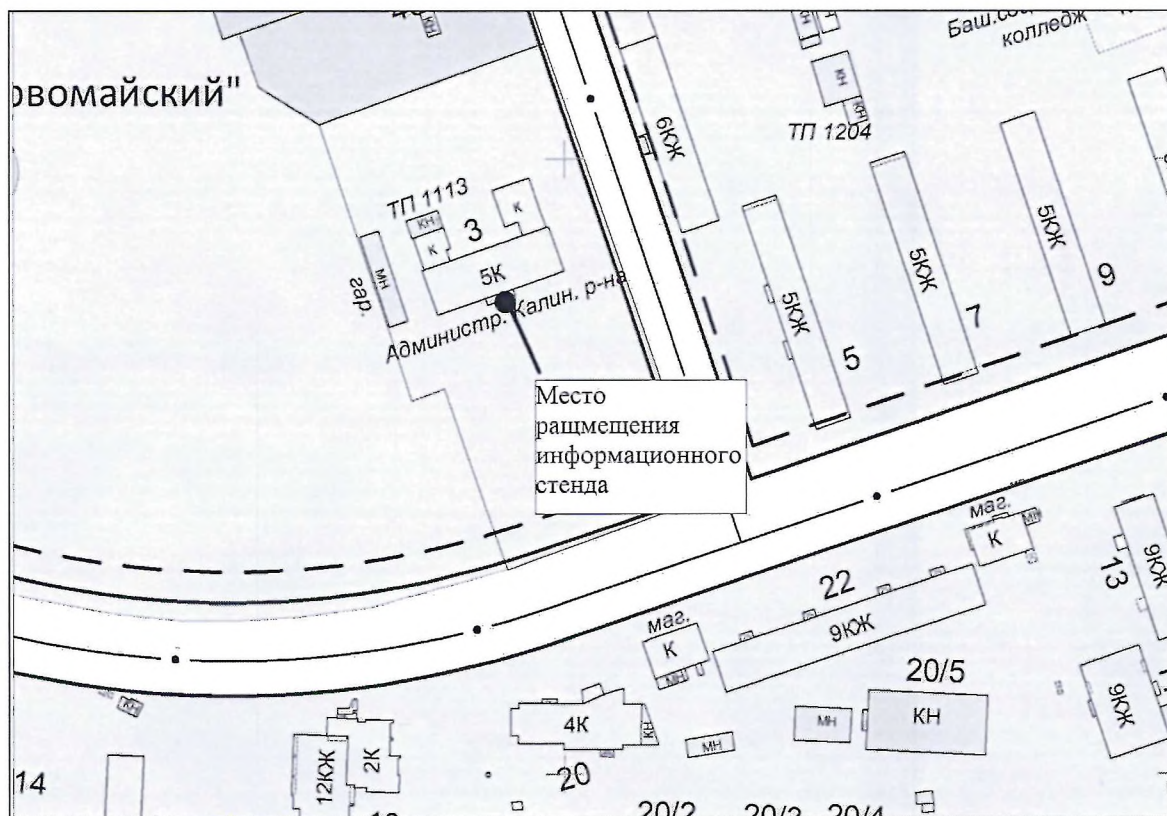 Баш.
колледж
овомайский"
КН
6КЖ
КН
КН
КН
ТП 1204
ТП 1113
КН
К
К
3
5К
мн
гар.
Администр. Калин. р-на
5КЖ
5
5КЖ
7
5КЖ
9
Место
ращмещения
информационного
стенда
маг.
К
мн
22
9КЖ
13
9КЖ
маг.
К
мн
20/5
КН
мн
9КЖ
4К
КН
мн
20
КН
12КЖ
2К
14
20/2
20/3
20/4